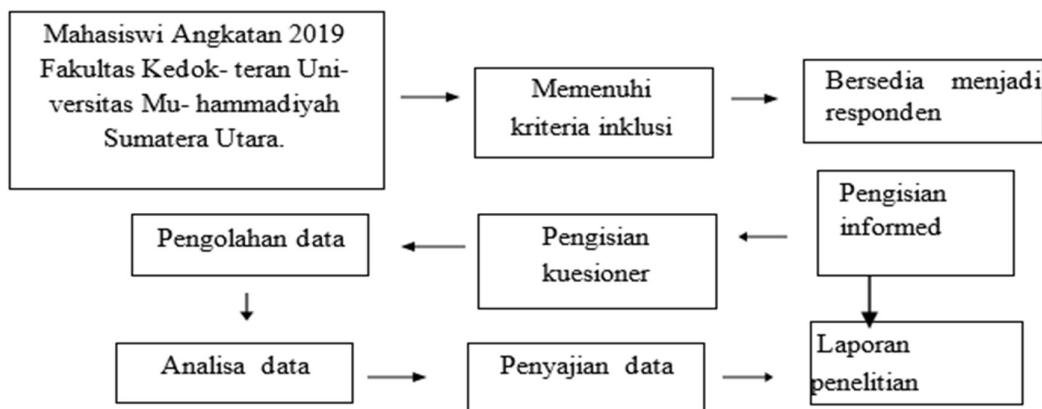 Mahasiswi Angkatan 2019
Fakultas Kedok- teran Uni-
versitas Mu- hammadiyah
Sumatera Utara.
Memenuhi
kriteria inklusi
Bersedia menjadi
responden
Pengisian
informed
Pengisian
kuesioner
Pengolahan data
Analisa data
Penyajian data
Laporan
penelitian